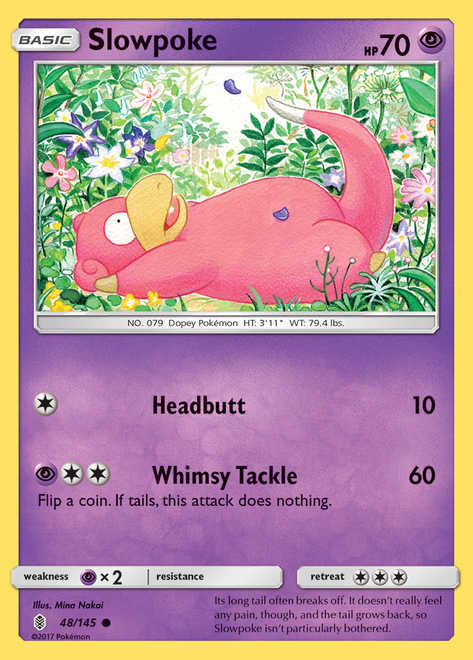 BASIC Slowpoke HP70
NO. 079 Dopey Pokémon HT: 3'11" WT: 79.4 lbs.
Headbutt 10
Whimsy Tackle 60
Flip a coin. If tails, this attack does nothing.
weakness ×2 resistance retreat
Illus. Mina Nakai
48/145
©2017 Pokémon
Its long tail often breaks off. It doesn't really feel
any pain, though, and the tail grows back, so
Slowpoke isn't particularly bothered.